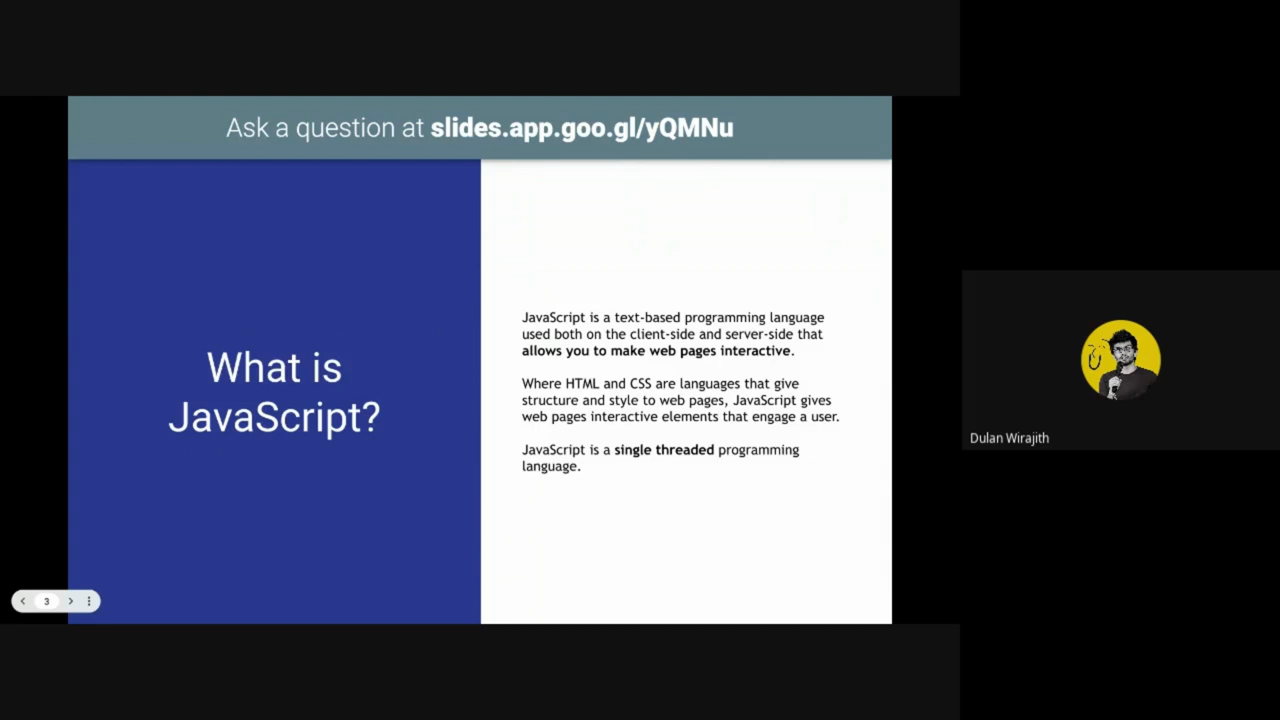 Ask a question at slides.app.goo.gl/yQMNu
What is
JavaScript?
JavaScript is a text-based programming language
used both on the client-side and server-side that
allows you to make web pages interactive.
Where HTML and CSS are languages that give
structure and style to web pages, JavaScript gives
web pages interactive elements that engage a user.
JavaScript is a single threaded programming
language.
3
Dulan Wirajith